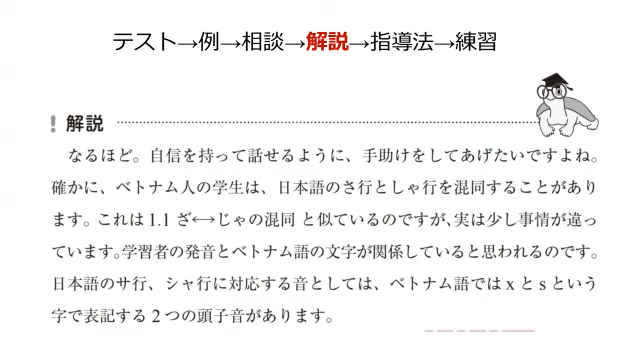 テスト→例→相談→解説→指導法→練習
! 解説
なるほど。自信を持って話せるように、手助けをしてあげたいですよね。
確かに、ベトナム人の学生は、日本語のさ行としゃ行を混同することがあり
ます。これは1.1 ざ⟷じゃの混同 と似ているのですが、実は少し事情が違っ
ています。学習者の発音とベトナム語の文字が関係していると思われるのです。
日本語のサ行、シャ行に対応する音としては、ベトナム語ではxとsという
字で表記する2つの頭子音があります。